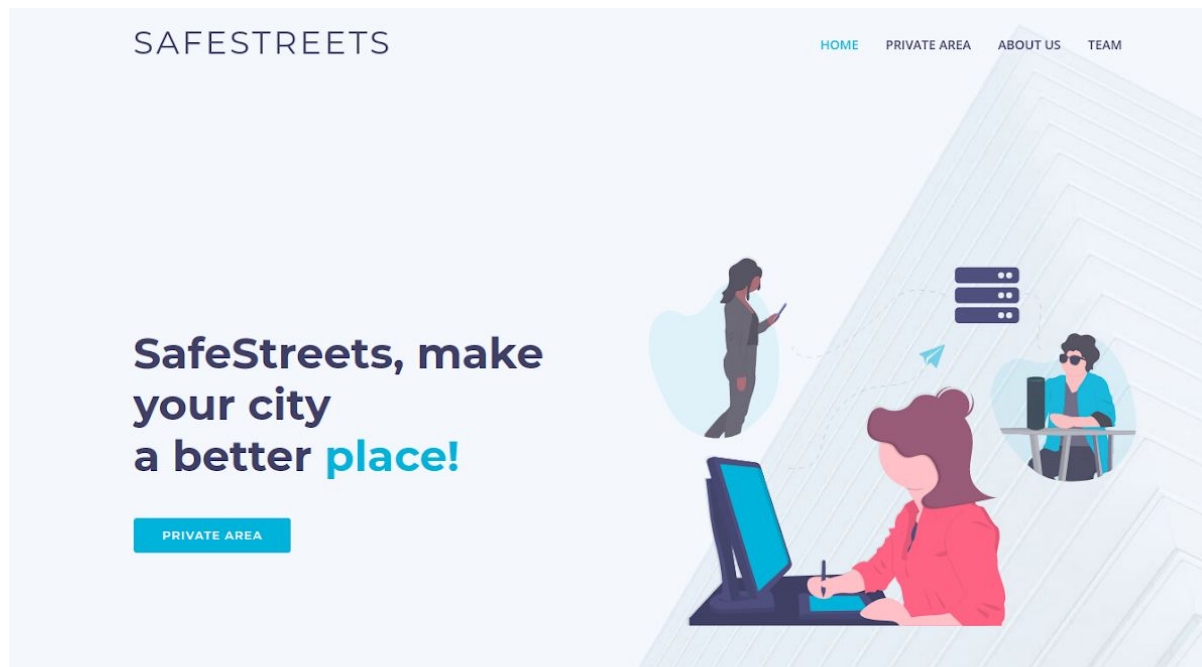 SAFESTREETS
HOME PRIVATE AREA ABOUT US TEAM
SafeStreets, make
your city
a better place!
PRIVATE AREA